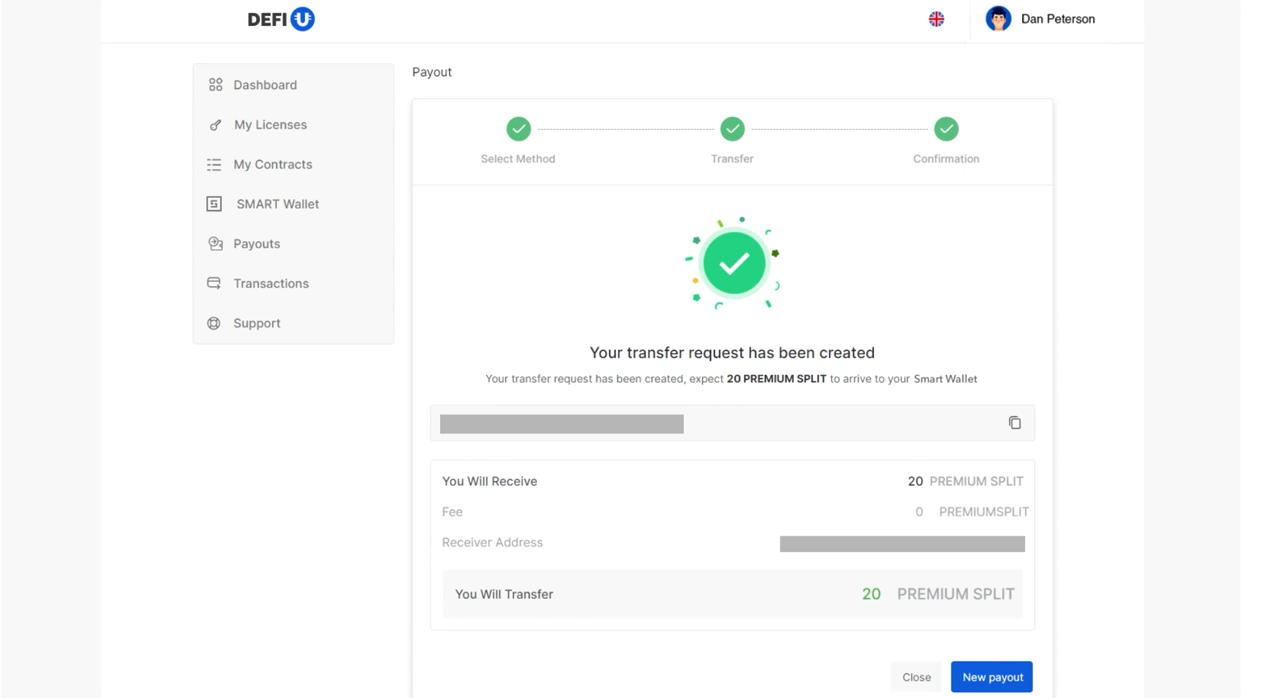 DEFI U
Dan Peterson
Dashboard
My Licenses
My Contracts
SMART Wallet
Payouts
Transactions
Support
Payout
Select Method
Transfer
Confirmation
Your transfer request has been created
Your transfer request has been created, expect 20 PREMIUM SPLIT to arrive to your Smart Wallet
You Will Receive 20 PREMIUM SPLIT
Fee 0 PREMIUMSPLIT
Receiver Address
You Will Transfer 20 PREMIUM SPLIT
Close New payout